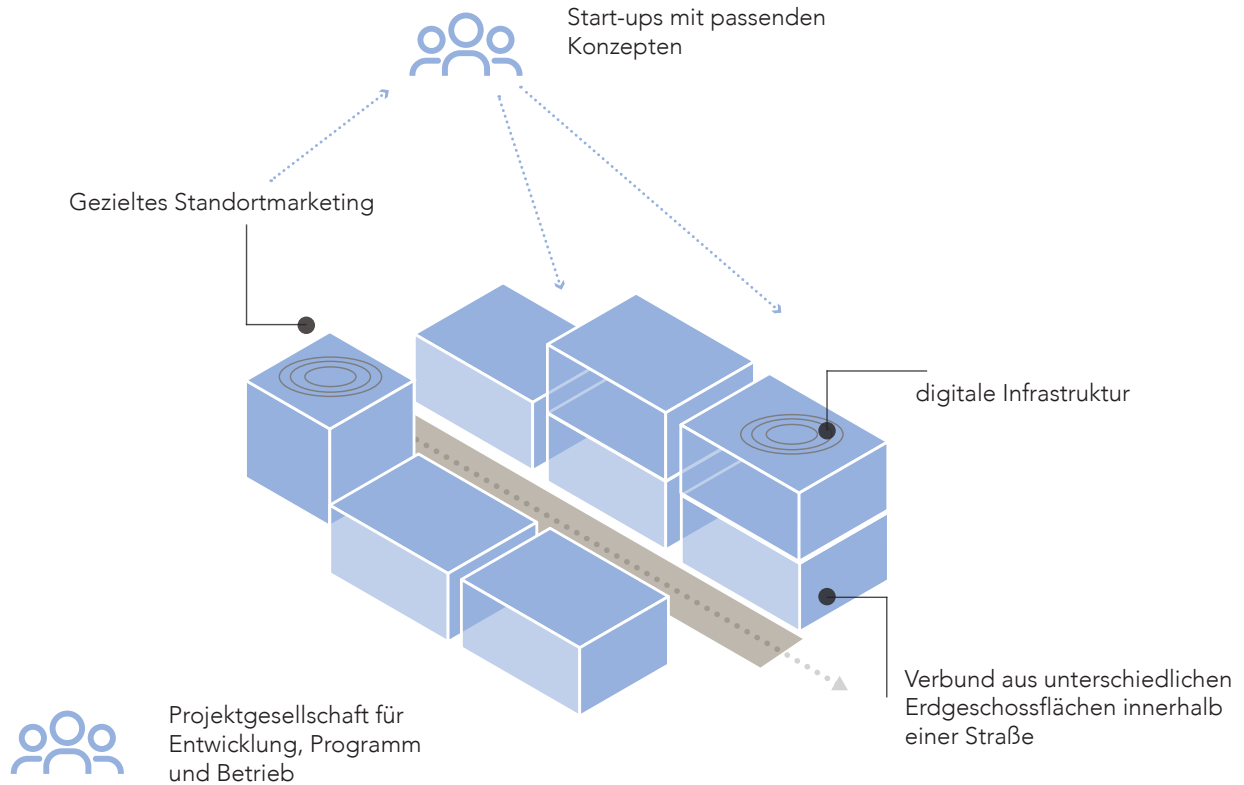 Start-ups mit passenden
Konzepten
Gezieltes Standortmarketing
digitale Infrastruktur
Verbund aus unterschiedlichen
Erdgeschossflächen innerhalb
einer Straße
Projektgesellschaft für
Entwicklung, Programm
und Betrieb